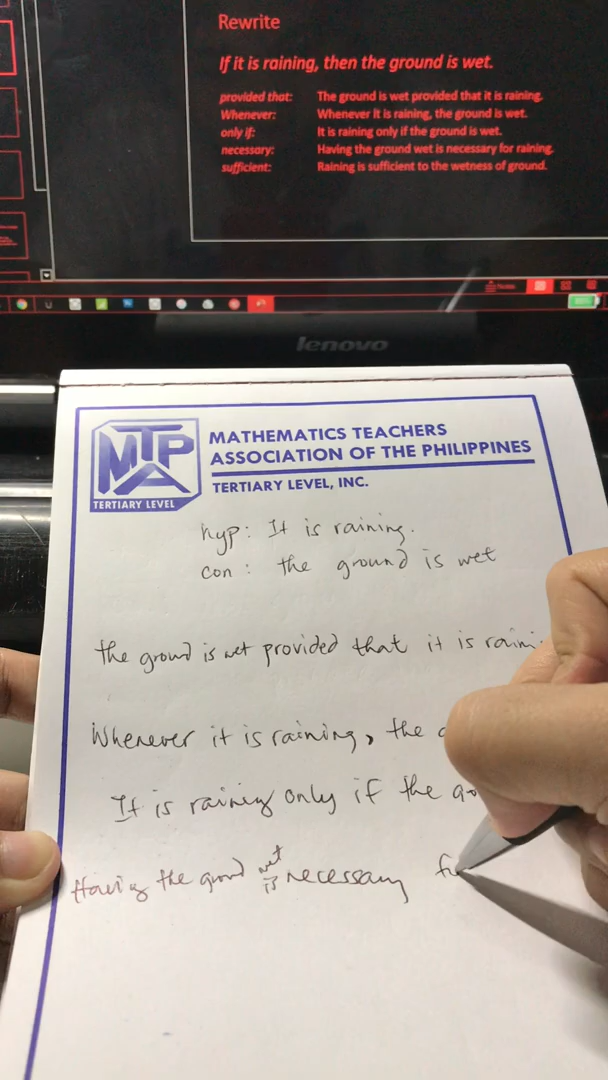 Rewrite
If it is raining, then the ground is wet.
provided that: The ground is wet provided that it is raining.
Whenever: Whenever it is raining, the ground is wet.
only if: It is raining only if the ground is wet.
necessary: Having the ground wet is necessary for raining.
sufficient: Raining is sufficient to the wetness of ground.
Notes
lenovo
MTAP
TERTIARY LEVEL
MATHEMATICS TEACHERS
ASSOCIATION OF THE PHILIPPINES
TERTIARY LEVEL, INC.
hyp: It is raining.
con: the ground is wet
the ground is wet provided that it is raini
Whenever it is raining, the
It is raining only if the go
Having the ground wet is necessary f